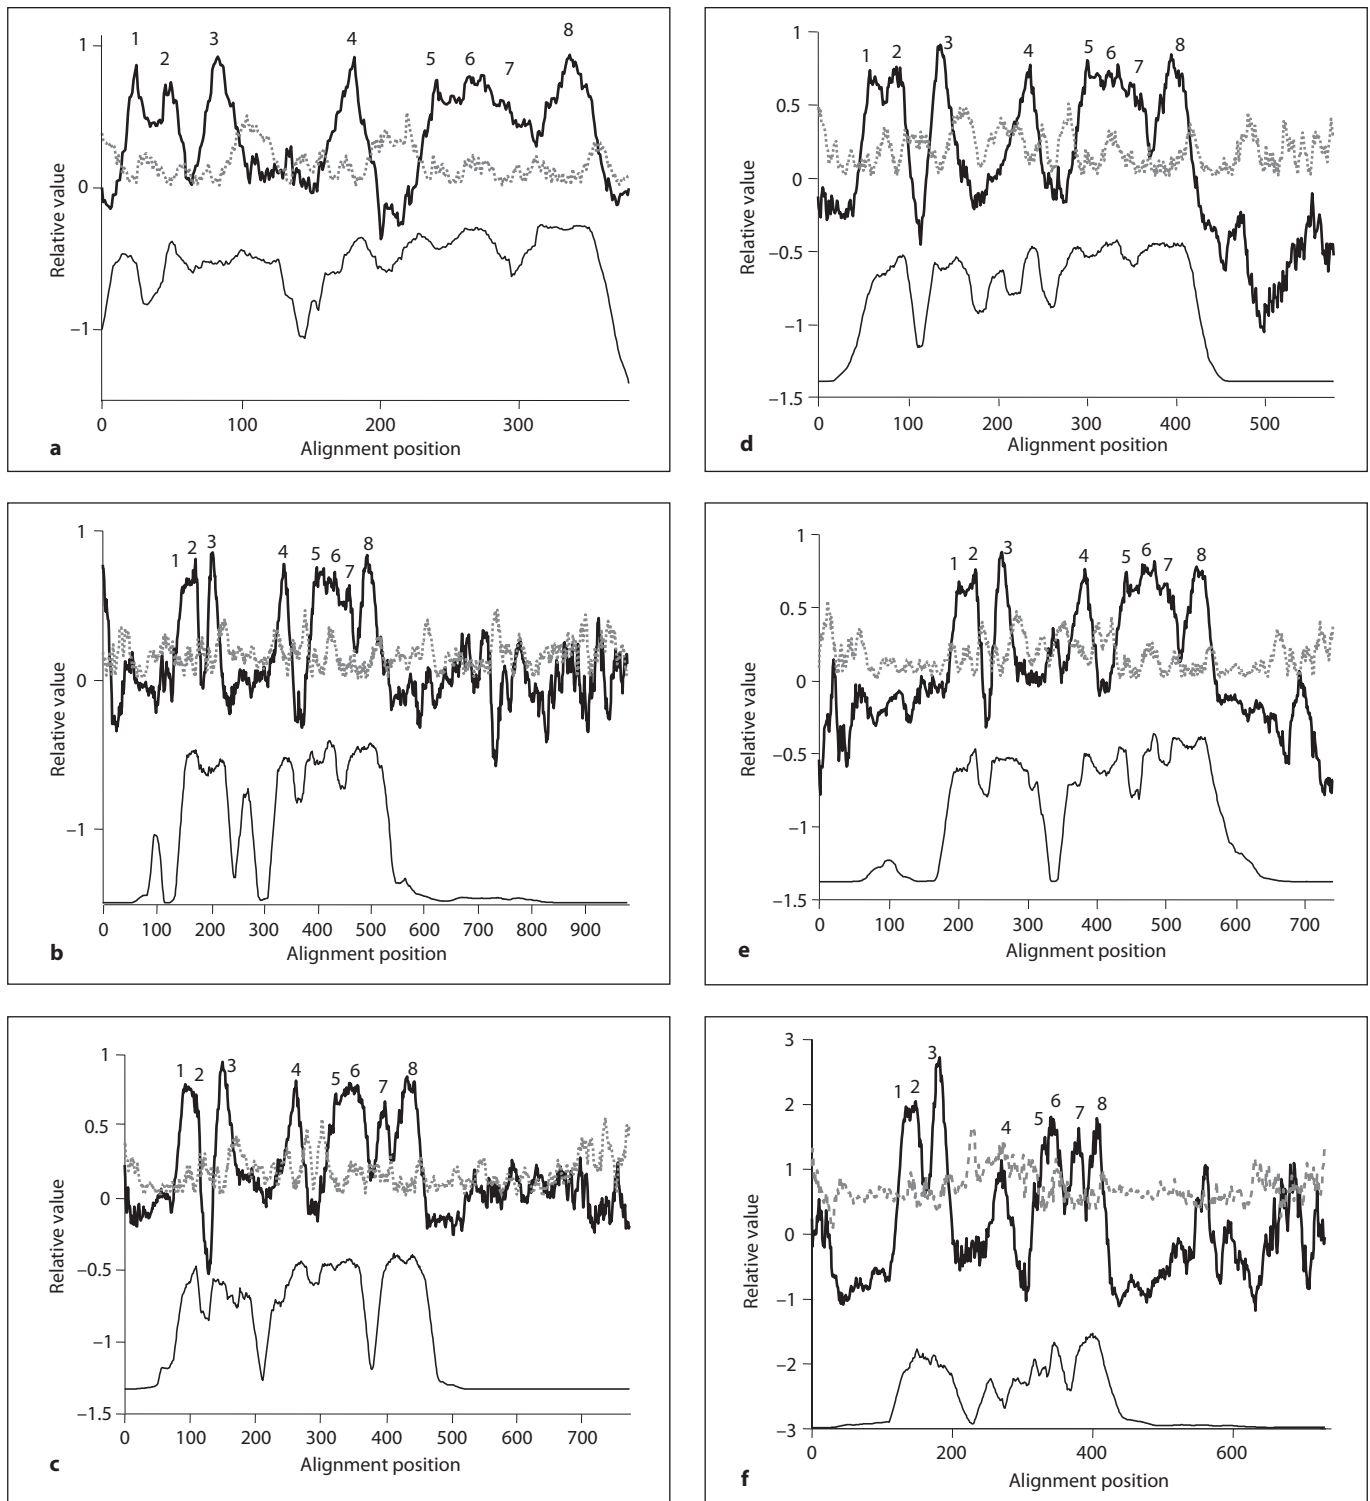 1 2 3 4 5 6 7 8
1
0
−1
Relative value
0 100 200 300
Alignment position
a
1 2 3 4 5 6 7 8
1
0.5
0
−0.5
−1
−1.5
Relative value
0 100 200 300 400 500
Alignment position
d
1 2 3 4 5 6 7 8
1
0
−1
Relative value
0 100 200 300 400 500 600 700 800 900
Alignment position
b
1 2 3 4 5 6 7 8
1
0.5
0
−0.5
−1
−1.5
Relative value
0 100 200 300 400 500 600 700
Alignment position
e
1 2 3 4 5 6 7 8
1
0.5
0
−0.5
−1
−1.5
Relative value
0 100 200 300 400 500 600 700
Alignment position
c
1 2 3 4 5 6 7 8
3
2
1
0
−1
−2
−3
Relative value
0 200 400 600
Alignment position
f